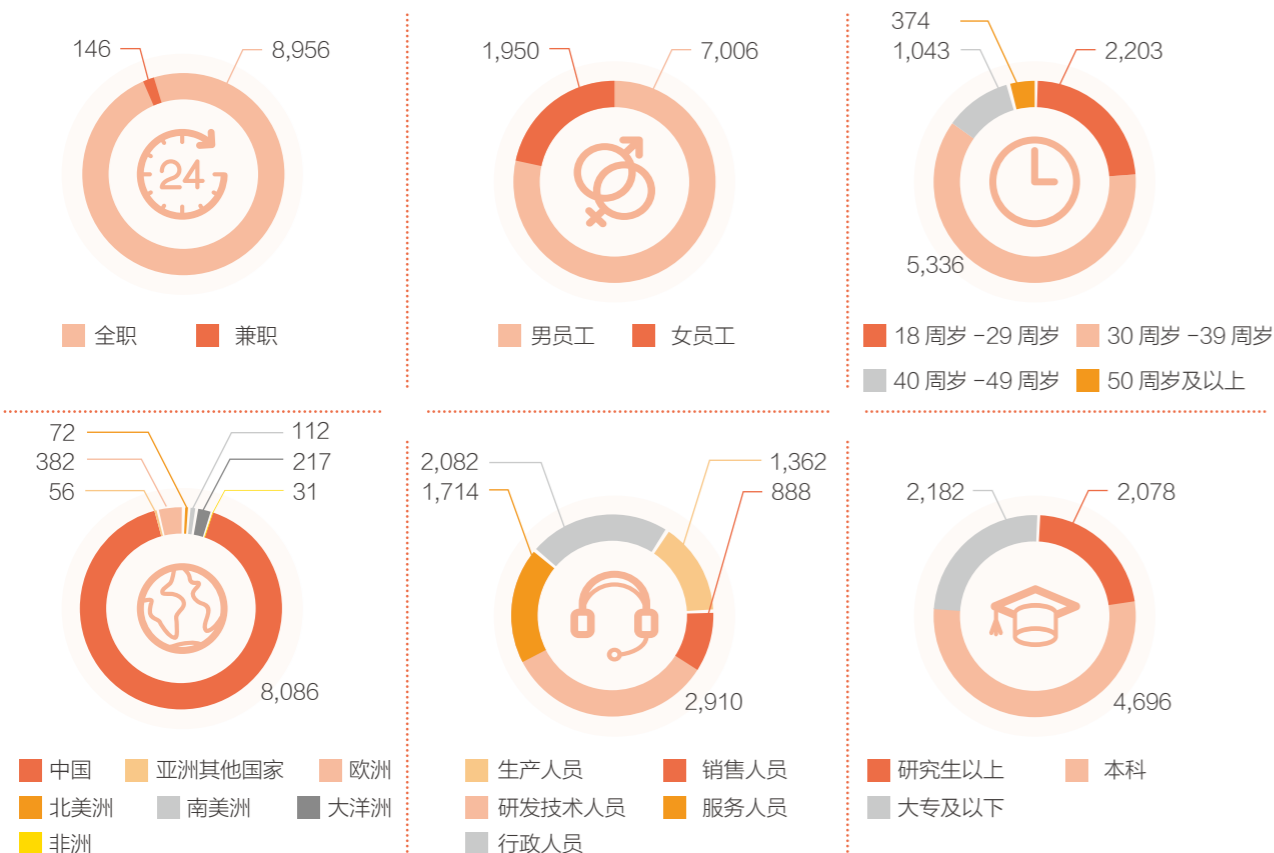 146
8,956
24
全职 兼职
1,950
7,006
男员工 女员工
374
1,043
2,203
5,336
18 周岁 -29 周岁 30 周岁 -39 周岁
40 周岁 -49 周岁 50 周岁及以上
72
382
56
112
217
31
8,086
中国 亚洲其他国家 欧洲
北美洲 南美洲 大洋洲
非洲
2,082
1,714
1,362
888
2,910
生产人员 销售人员
研发技术人员 服务人员
行政人员
2,182
2,078
4,696
研究生以上 本科
大专及以下